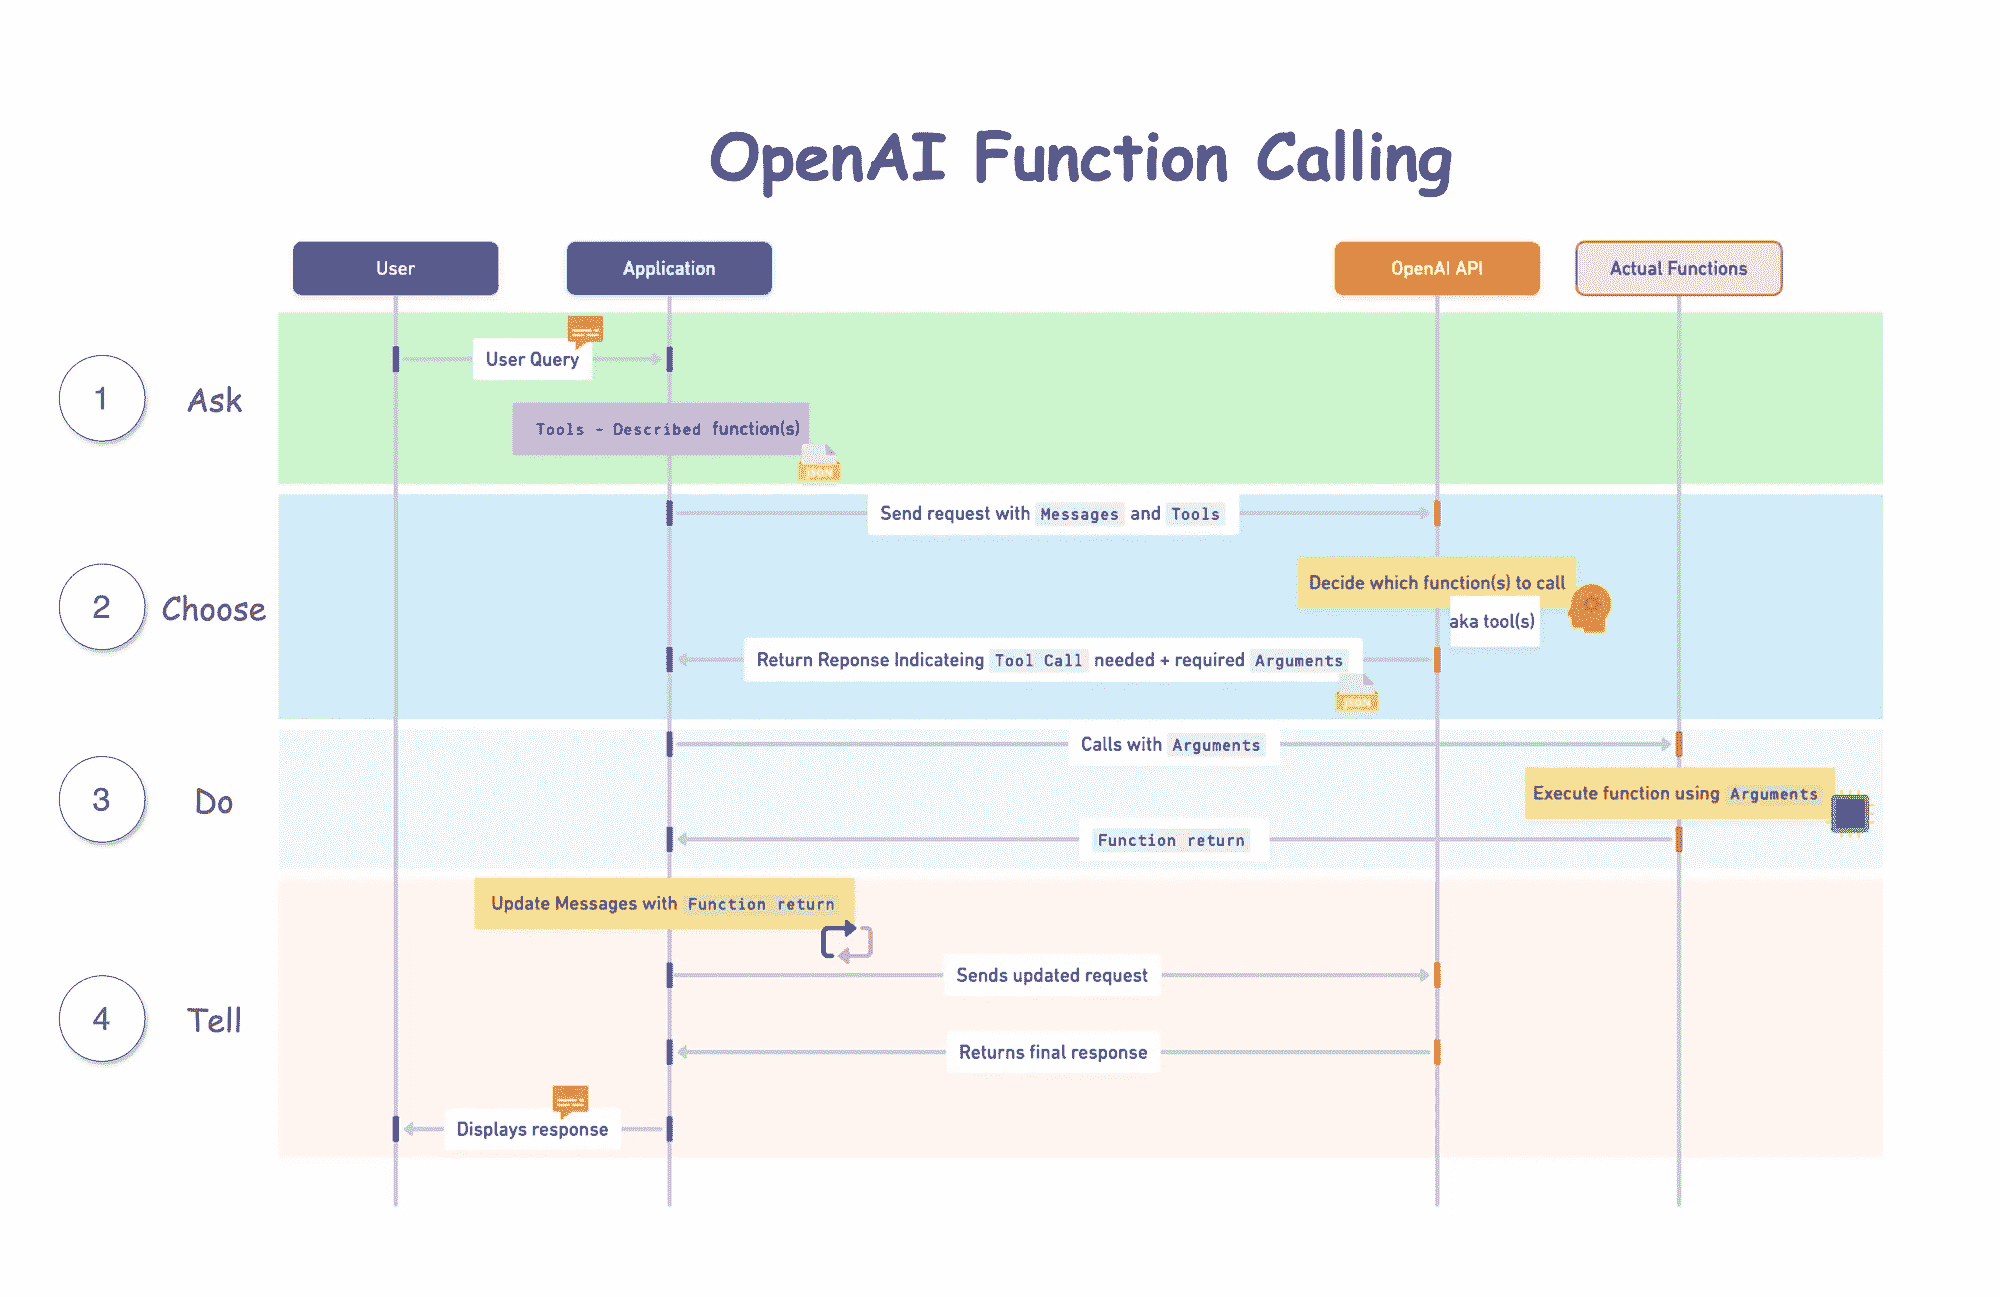 OpenAI Function Calling
User
Application
OpenAI API
Actual Functions
1
Ask
User Query
Tools - Described function(s)
JSON
2
Choose
Send request with Messages and Tools
Decide which function(s) to call
aka tool(s)
Return Reponse Indicateing Tool Call needed + required Arguments
JSON
3
Do
Calls with Arguments
Execute function using Arguments
Function return
4
Tell
Update Messages with Function return
Sends updated request
Returns final response
Displays response